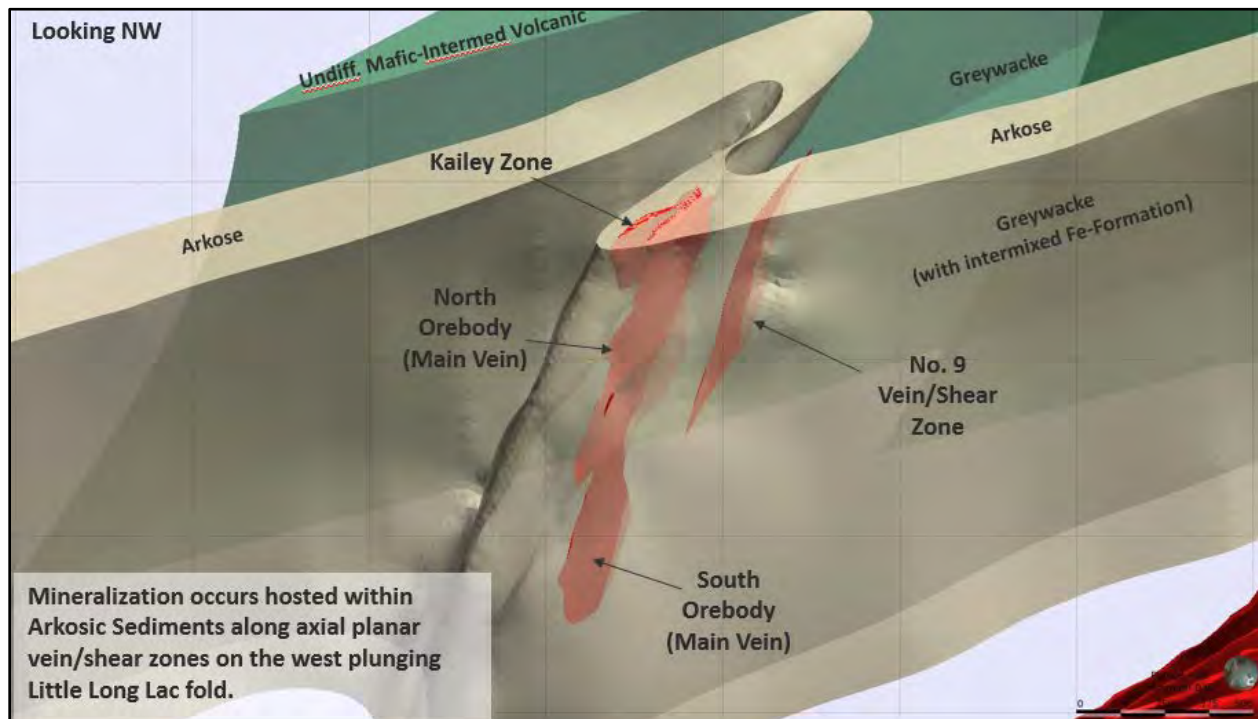 Looking NW
Undiff. Mafic-Intermed Volcanic
Greywacke
Arkose
Kailey Zone
Arkose
Greywacke
(with intermixed Fe-Formation)
North
Orebody
(Main Vein)
No. 9
Vein/Shear
Zone
South
Orebody
(Main Vein)
Mineralization occurs hosted within
Arkosic Sediments along axial planar
vein/shear zones on the west plunging
Little Long Lac fold.
0